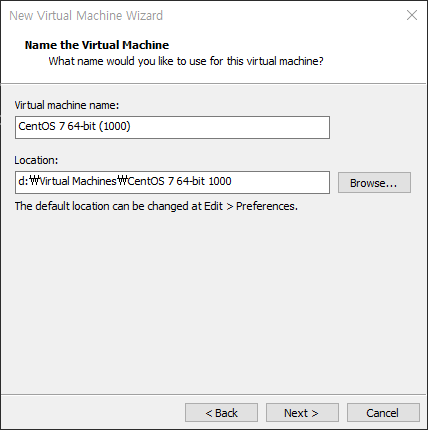 New Virtual Machine Wizard
Name the Virtual Machine
What name would you like to use for this virtual machine?
Virtual machine name:
CentOS 7 64-bit (1000)
Location:
d:₩Virtual Machines₩CentOS 7 64-bit 1000
Browse...
The default location can be changed at Edit > Preferences.
< Back Next > Cancel